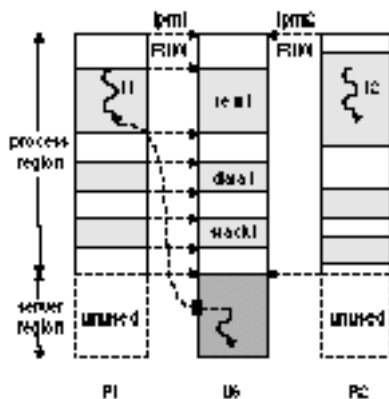 lpm1
lpm2
t1
text1
t2
process
region
data1
stack1
server
region
unused
unused
P1
P2